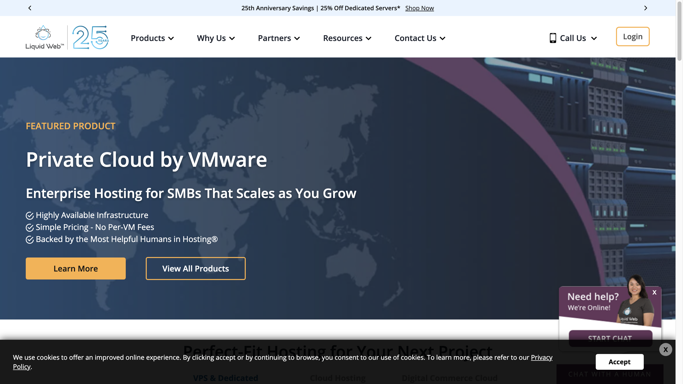 25th Anniversary Savings | 25% Off Dedicated Servers* Shop Now
Liquid Web™ 25
Products Why Us Partners Resources Contact Us Call Us Login
FEATURED PRODUCT
Private Cloud by VMware
Enterprise Hosting for SMBs That Scales as You Grow
Highly Available Infrastructure
Simple Pricing - No Per-VM Fees
Backed by the Most Helpful Humans in Hosting®
Learn More View All Products
Need help? X
We're Online!
Liquid Web
START CHAT
Perfect-Fit Hosting for Your Next Project X
We use cookies to offer an improved online experience. By clicking accept or by continuing to browse, you consent to our use of cookies. To learn more, please refer to our Privacy
Policy. Accept
VPS & Dedicated Cloud Hosting Digital Commerce Cloud